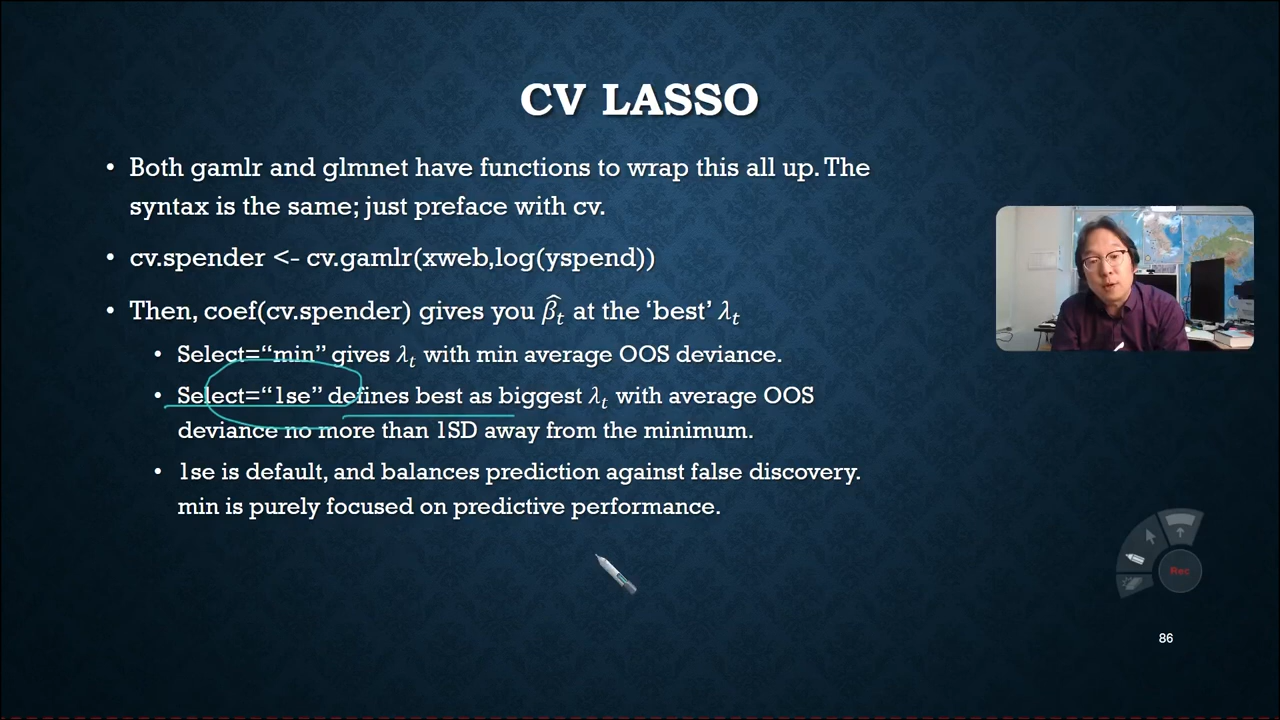 CV LASSO
• Both gamlr and glmnet have functions to wrap this all up. The
syntax is the same; just preface with cv.
• cv.spender <- cv.gamlr(xweb,log(yspend))
• Then, coef(cv.spender) gives you β̂ₜ at the ‘best’ λₜ
• Select=“min” gives λₜ with min average OOS deviance.
• Select=“1se” defines best as biggest λₜ with average OOS
deviance no more than 1SD away from the minimum.
• 1se is default, and balances prediction against false discovery.
min is purely focused on predictive performance.
Rec
86